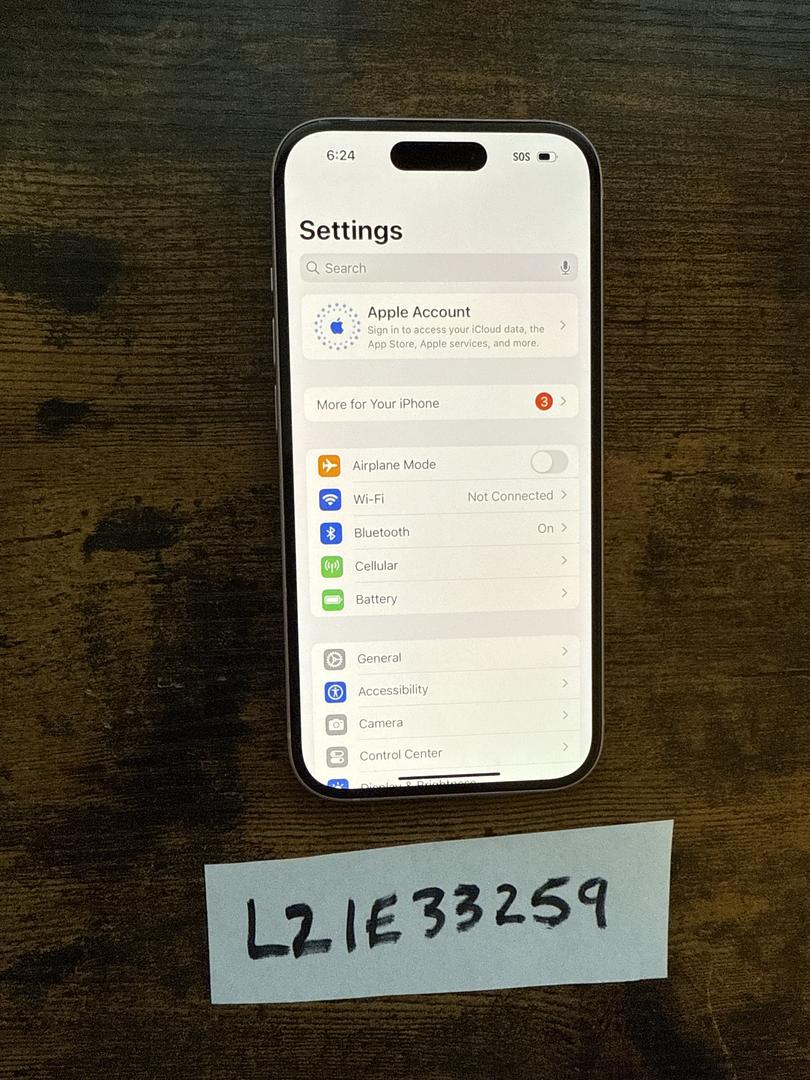 6:24
SOS
Settings
Search
Apple Account
Sign in to access your iCloud data, the
App Store, Apple services, and more.
More for Your iPhone 3
Airplane Mode
Wi-Fi Not Connected
Bluetooth On
Cellular
Battery
General
Accessibility
Camera
Control Center
Display & Brightness
L21E33259